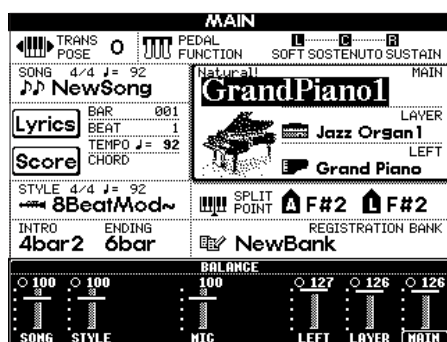 MAIN
TRANS POSE 0
PEDAL FUNCTION
L C R
SOFT SOSTENUTO SUSTAIN
SONG 4/4 ♩= 92
NewSong
Natural! MAIN
GrandPiano1
Lyrics
BAR 001
BEAT 1
TEMPO ♩= 92
CHORD
Score
LAYER
Jazz Organ1
LEFT
Grand Piano
STYLE 4/4 ♩= 92
8BeatMod~
SPLIT POINT A F#2 L F#2
INTRO ENDING
4bar2 6bar
REGISTRATION BANK
NewBank
BALANCE
100 100 100 127 126 126
SONG STYLE MIC LEFT LAYER MAIN